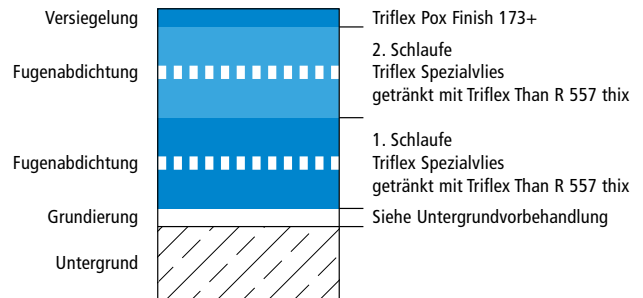 Versiegelung
Triflex Pox Finish 173+
Fugenabdichtung
2. Schlaufe
Triflex Spezialvlies
getränkt mit Triflex Than R 557 thix
Fugenabdichtung
1. Schlaufe
Triflex Spezialvlies
getränkt mit Triflex Than R 557 thix
Grundierung
Siehe Untergrundvorbehandlung
Untergrund